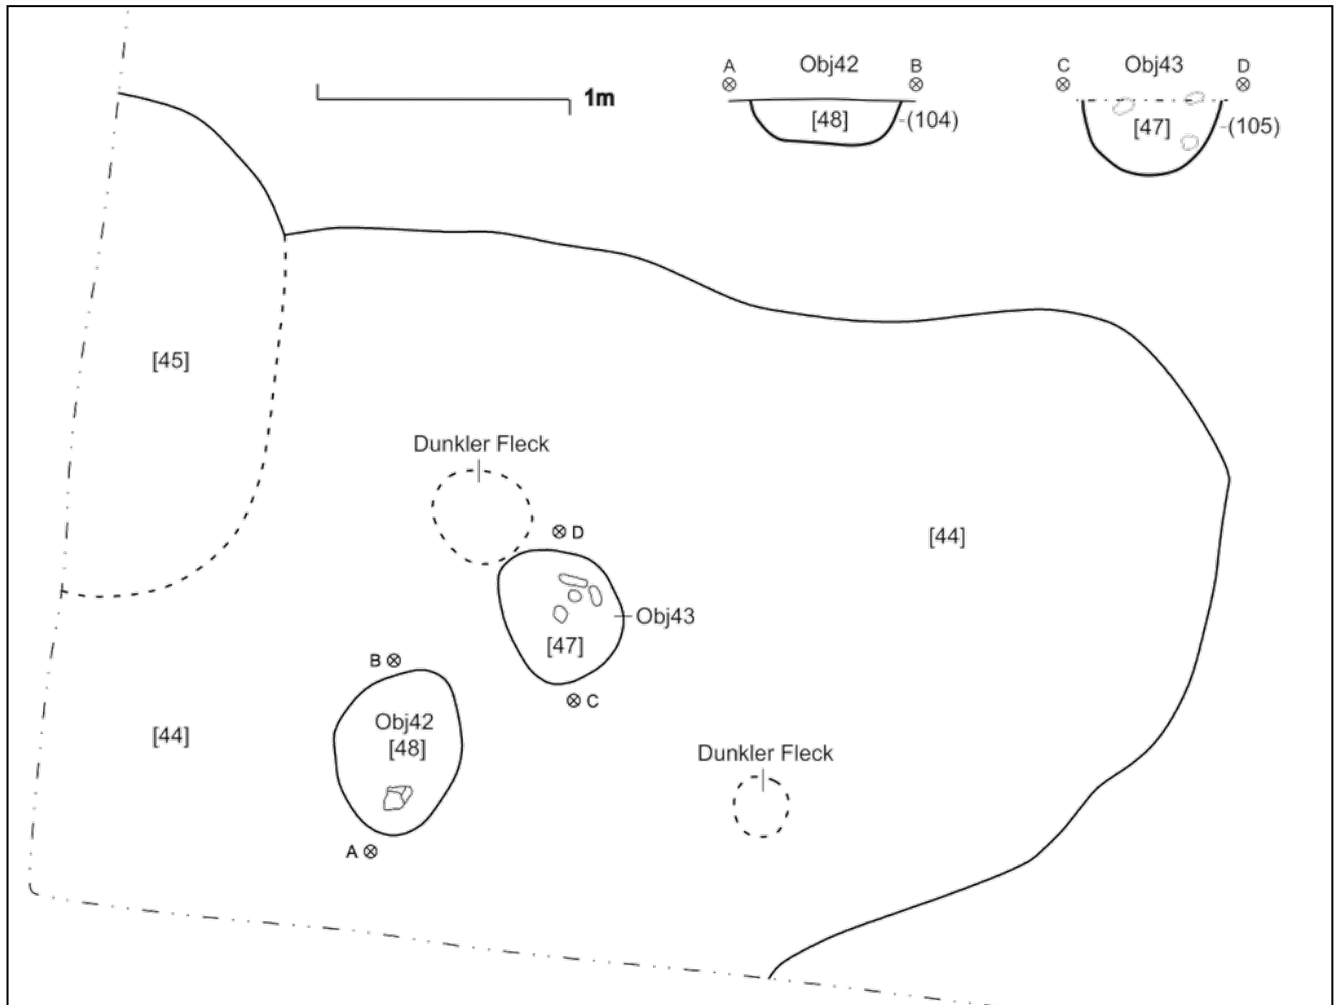 1m
A Obj42 B
[48] (104)
C Obj43 D
[47] (105)
[45]
Dunkler Fleck
D
[44]
Obj43
[47]
B
C
Obj42
[48]
[44]
Dunkler Fleck
A